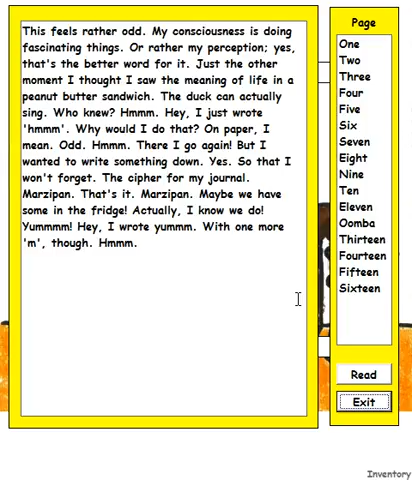 This feels rather odd. My consciousness is doing
fascinating things. Or rather my perception; yes,
that's the better word for it. Just the other
moment I thought I saw the meaning of life in a
peanut butter sandwich. The duck can actually
sing. Who knew? Hmmm. Hey, I just wrote
'hmmm'. Why would I do that? On paper, I
mean. Odd. Hmmm. There I go again! But I
wanted to write something down. Yes. So that I
won't forget. The cipher for my journal.
Marzipan. That's it. Marzipan. Maybe we have
some in the fridge! Actually, I know we do!
Yummmm! Hey, I wrote yummm. With one more
'm', though. Hmmm.
Page
One
Two
Three
Four
Five
Six
Seven
Eight
Nine
Ten
Eleven
Oomba
Thirteen
Fourteen
Fifteen
Sixteen
Read
Exit
Inventory